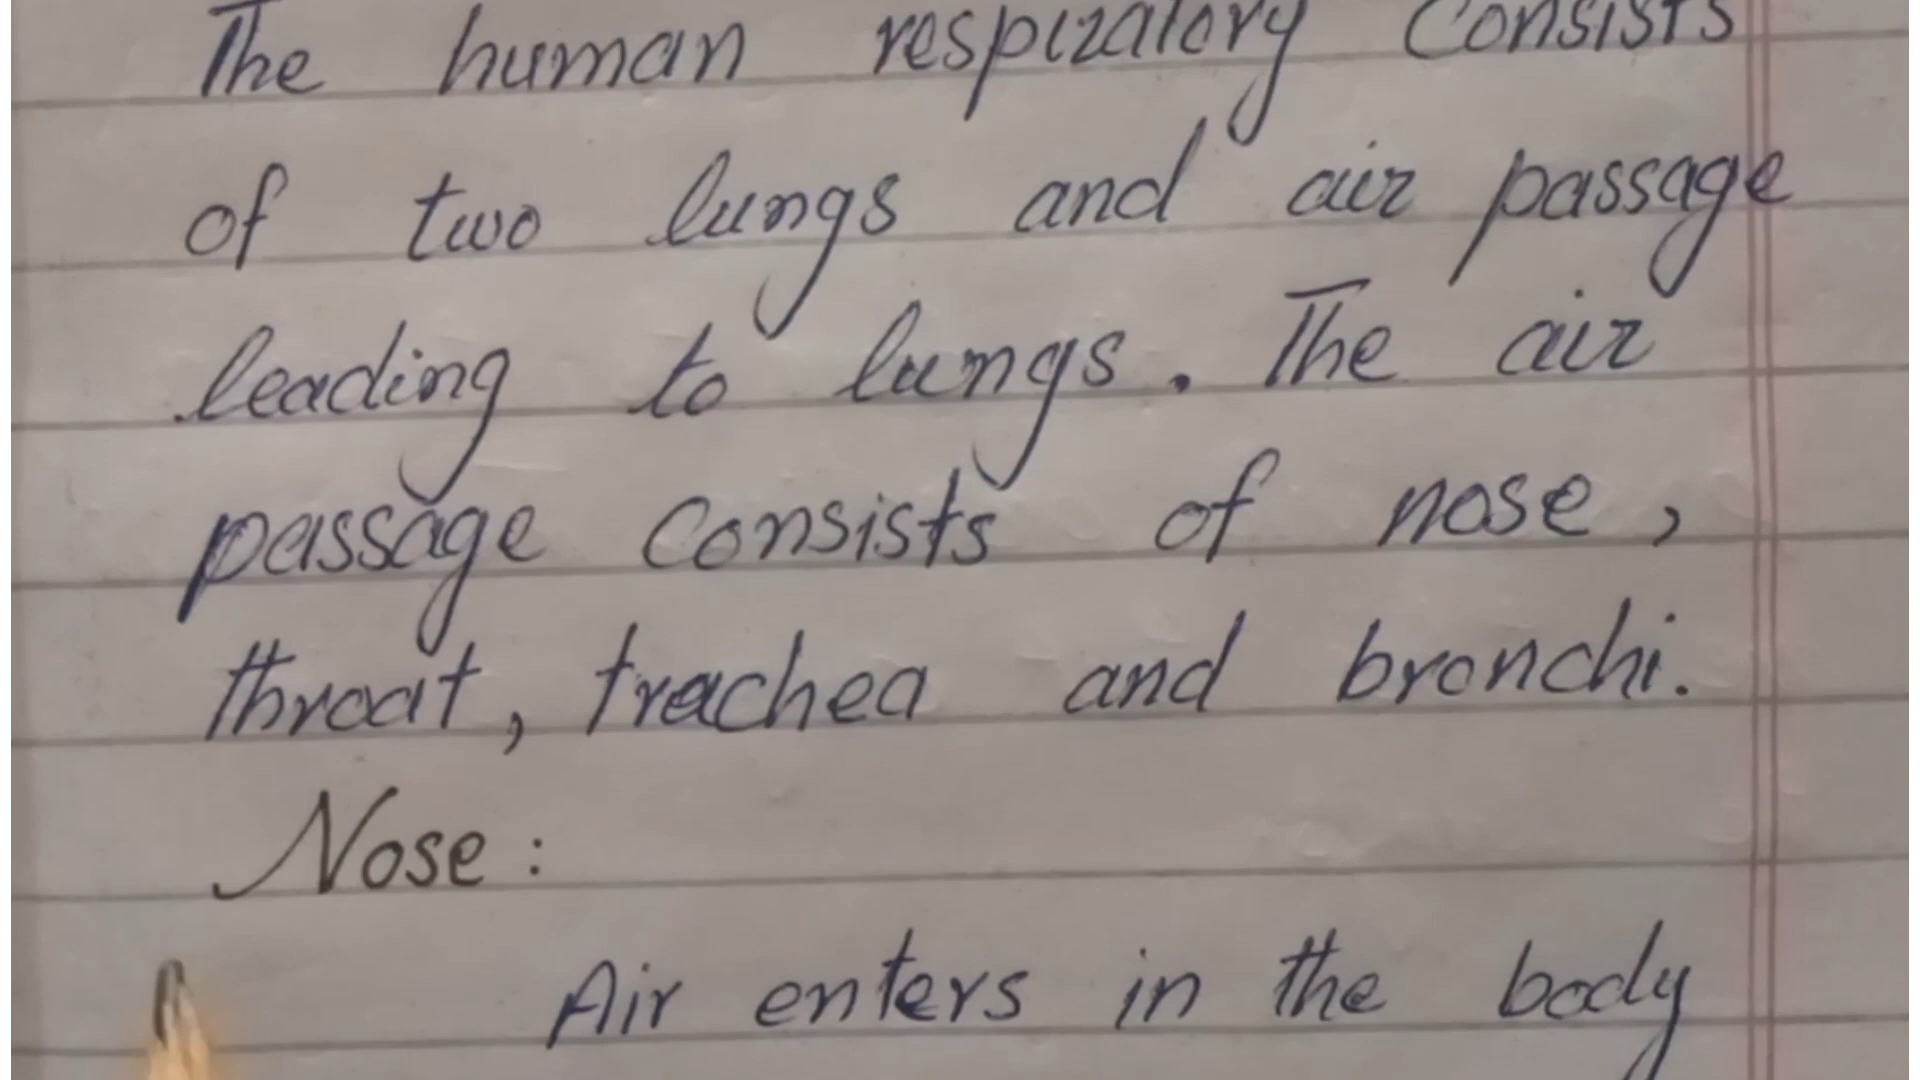 The human respiratory consists
of two lungs and air passage
leading to lungs. The air
passage consists of nose,
throat, trachea and bronchi.
Nose:
Air enters in the body